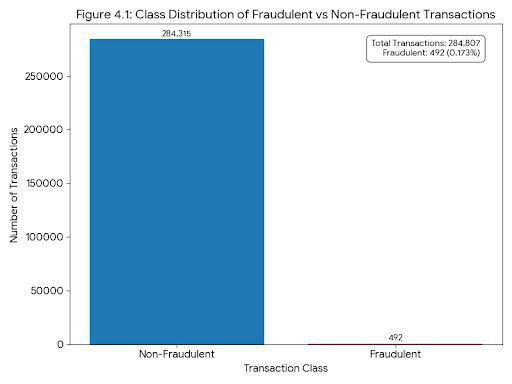 Figure 4.1: Class Distribution of Fraudulent vs Non-Fraudulent Transactions
284,315
Total Transactions: 284,807
Fraudulent: 492 (0.173%)
250000
200000
150000
100000
50000
0
Number of Transactions
492
Non-Fraudulent
Fraudulent
Transaction Class